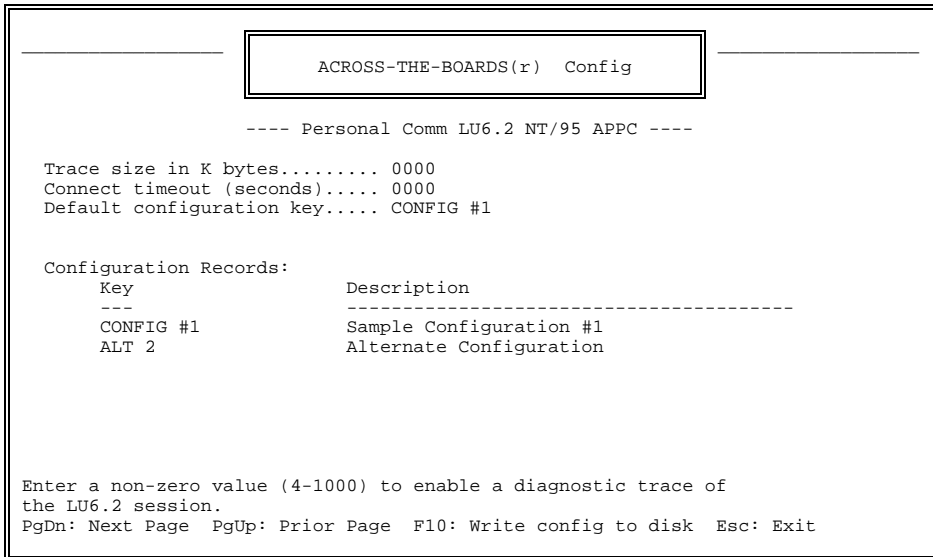 ACROSS-THE-BOARDS(r)  Config
---- Personal Comm LU6.2 NT/95 APPC ----
Trace size in K bytes......... 0000
Connect timeout (seconds)..... 0000
Default configuration key..... CONFIG #1
Configuration Records:
Key                   Description
---                   ----------------------------------------
CONFIG #1             Sample Configuration #1
ALT 2                 Alternate Configuration
Enter a non-zero value (4-1000) to enable a diagnostic trace of
the LU6.2 session.
PgDn: Next Page  PgUp: Prior Page  F10: Write config to disk  Esc: Exit